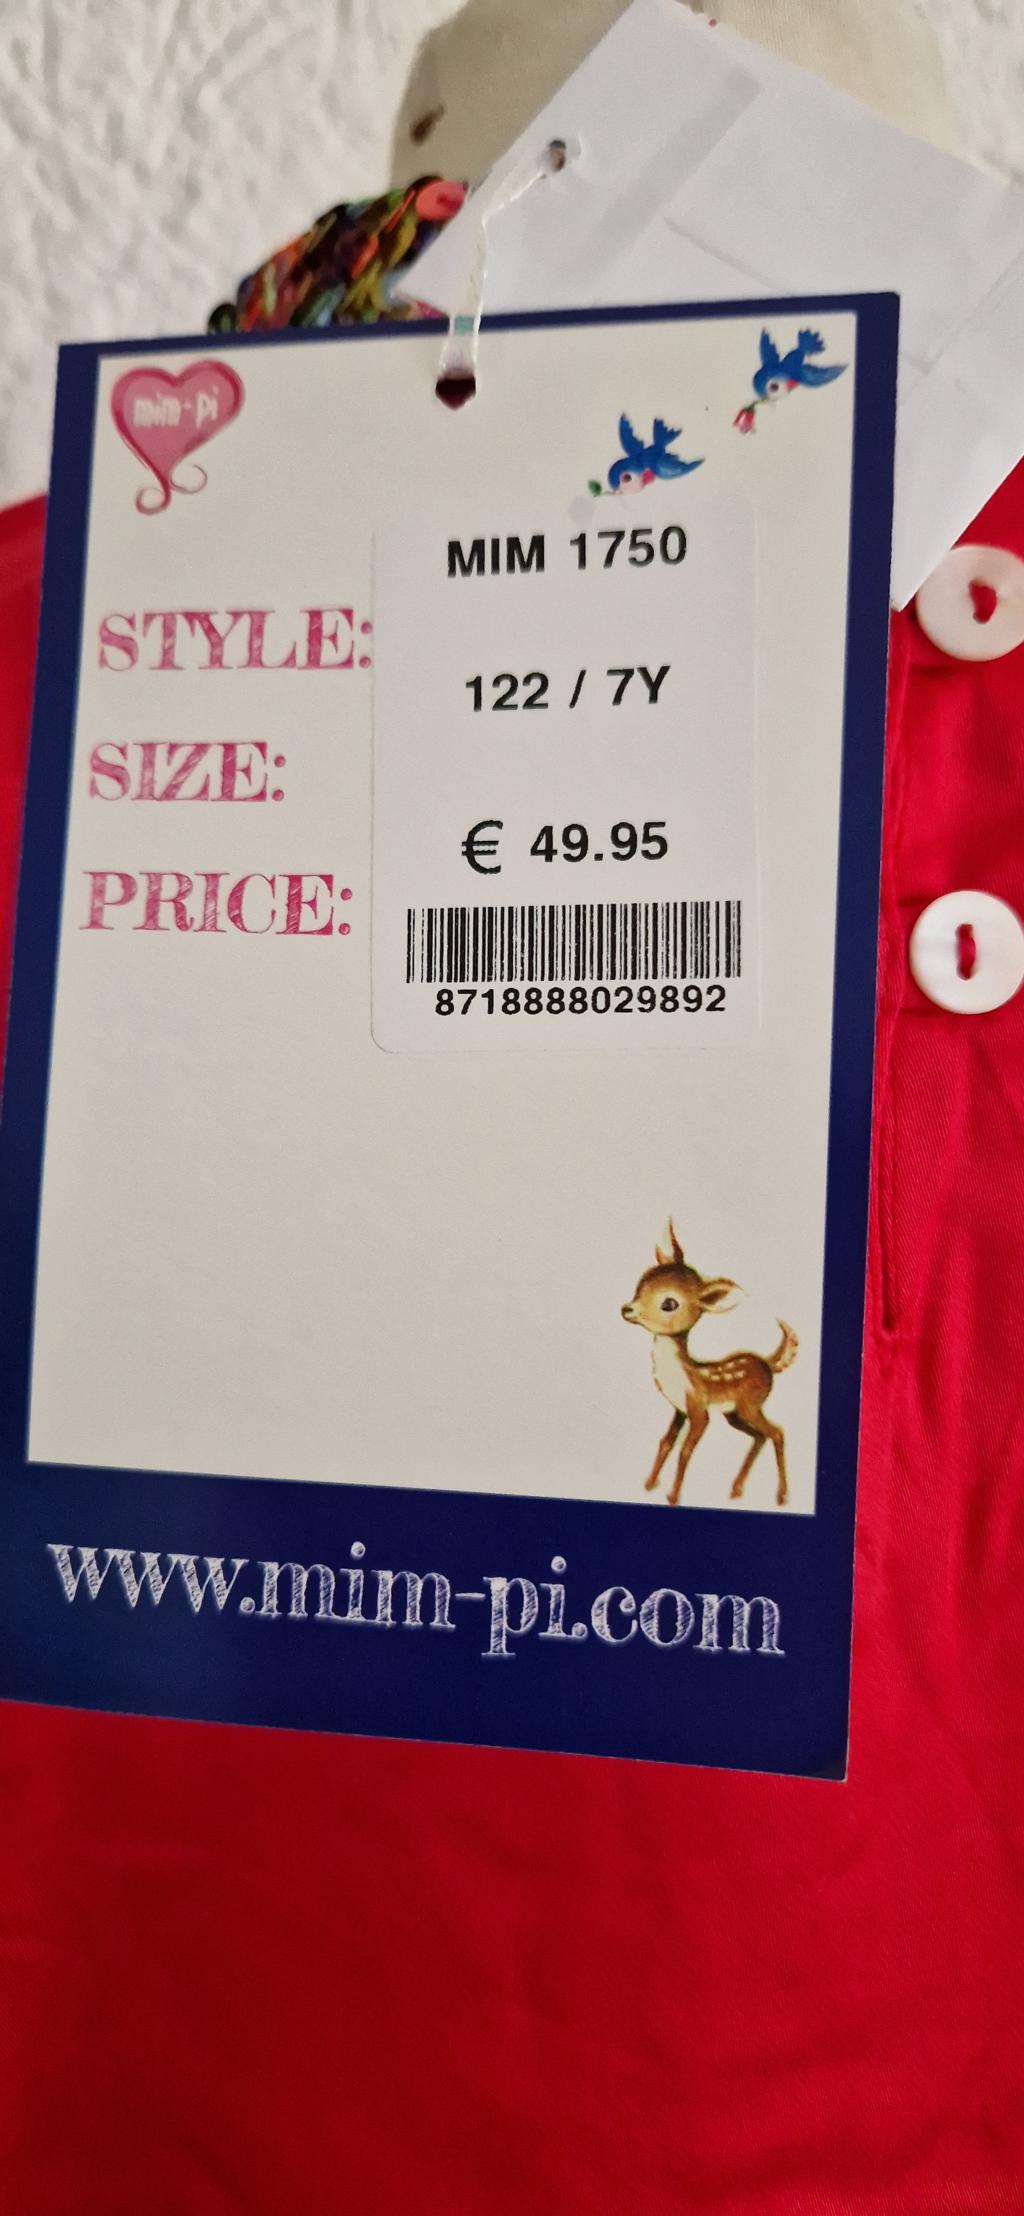 mim-pi
MIM 1750
STYLE:
122 / 7Y
SIZE:
€ 49.95
PRICE:
8718888029892
www.mim-pi.com